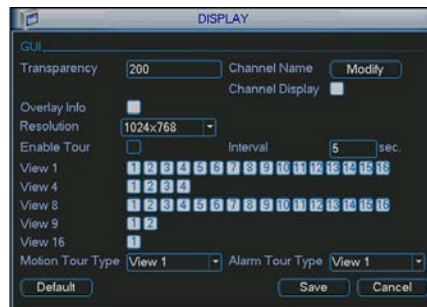 DISPLAY
GUI
Transparency 200 Channel Name Modify
Channel Display
Overlay Info
Resolution 1024×768
Enable Tour Interval 5 sec.
View 1 1 2 3 4 5 6 7 8 9 10 11 12 13 14 15 16
View 4 1 2 3 4
View 8 1 2 3 4 5 6 7 8 9 10 11 12 13 14 15 16
View 9 1 2
View 16 1
Motion Tour Type View 1 Alarm Tour Type View 1
Default Save Cancel